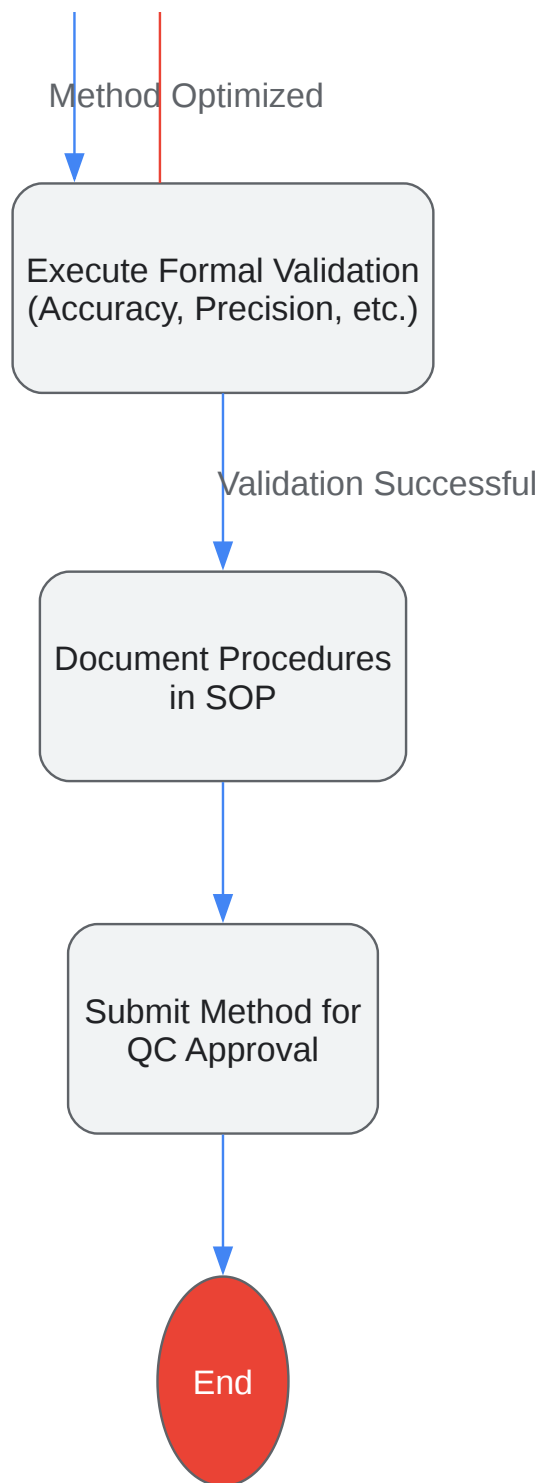 Method Optimized
Execute Formal Validation
(Accuracy, Precision, etc.)
Validation Successful
Document Procedures
in SOP
Submit Method for
QC Approval
End